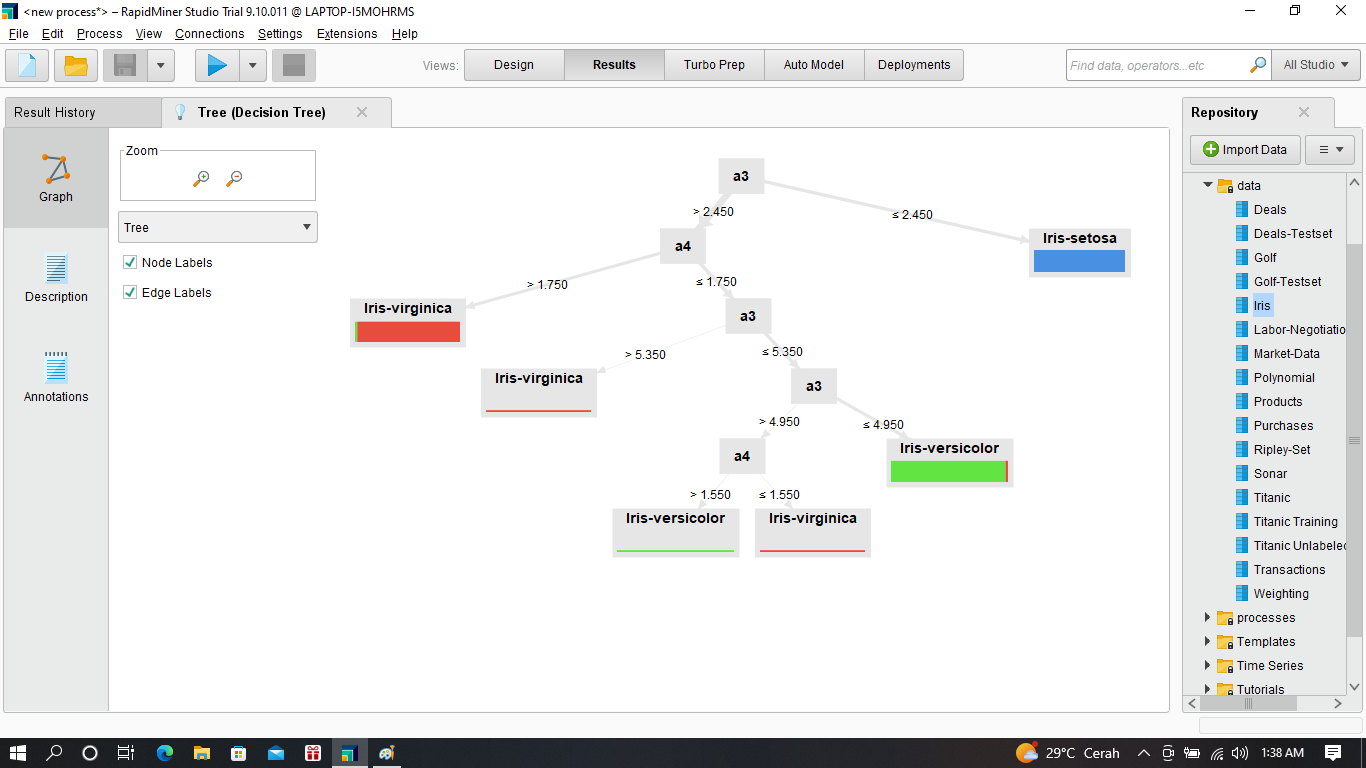 <new process*> – RapidMiner Studio Trial 9.10.011 @ LAPTOP-I5MOHRMS
File Edit Process View Connections Settings Extensions Help
Views: Design Results Turbo Prep Auto Model Deployments Find data, operators...etc All Studio
Result History Tree (Decision Tree) Repository
Graph
Description
Annotations
Zoom
Tree
Node Labels
Edge Labels
a3
> 2.450 ≤ 2.450
a4 Iris-setosa
> 1.750 ≤ 1.750
Iris-virginica a3
> 5.350 ≤ 5.350
Iris-virginica a3
> 4.950 ≤ 4.950
a4 Iris-versicolor
> 1.550 ≤ 1.550
Iris-versicolor Iris-virginica
Import Data
data
Deals
Deals-Testset
Golf
Golf-Testset
Iris
Labor-Negotiatio
Market-Data
Polynomial
Products
Purchases
Ripley-Set
Sonar
Titanic
Titanic Training
Titanic Unlabeled
Transactions
Weighting
processes
Templates
Time Series
Tutorials
29°C Cerah 1:38 AM